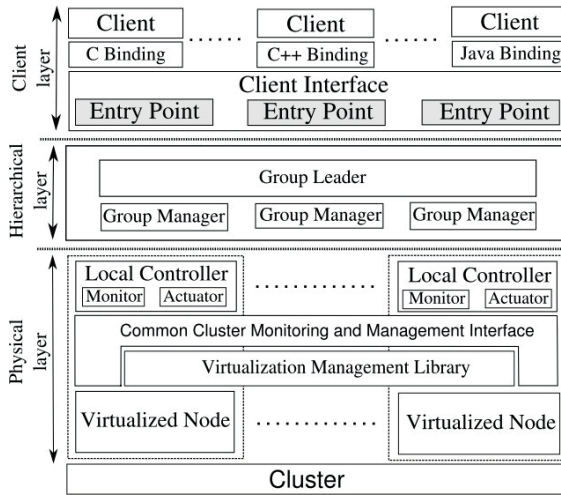 Client Client Client
C Binding C++ Binding Java Binding
Client Interface
Entry Point Entry Point Entry Point
Client
layer
Group Leader
Group Manager Group Manager Group Manager
Hierarchical
layer
Local Controller Local Controller
Monitor Actuator Monitor Actuator
Common Cluster Monitoring and Management Interface
Virtualization Management Library
Virtualized Node Virtualized Node
Physical
layer
Cluster